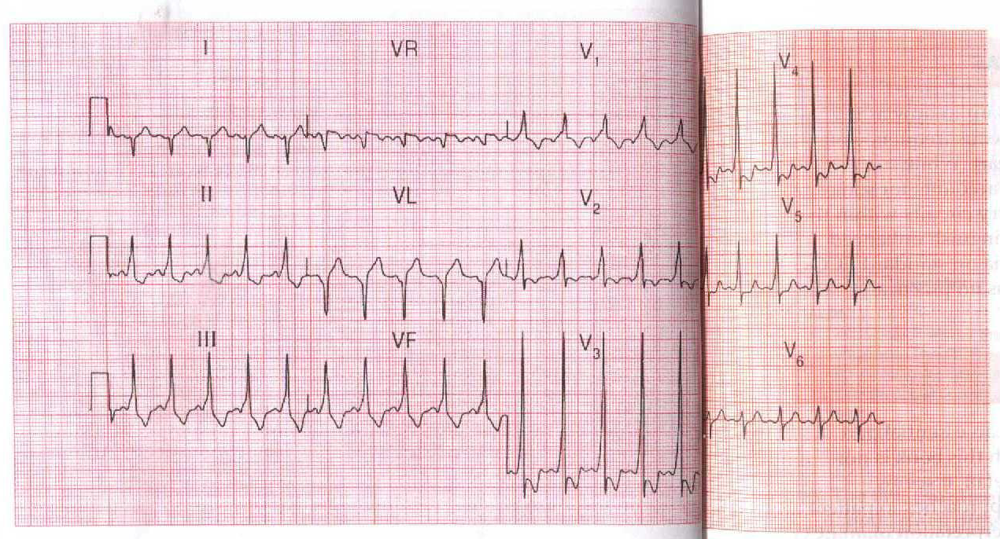 I VR V₁ V₄
II VL V₂ V₅
III VF V₃ V₆